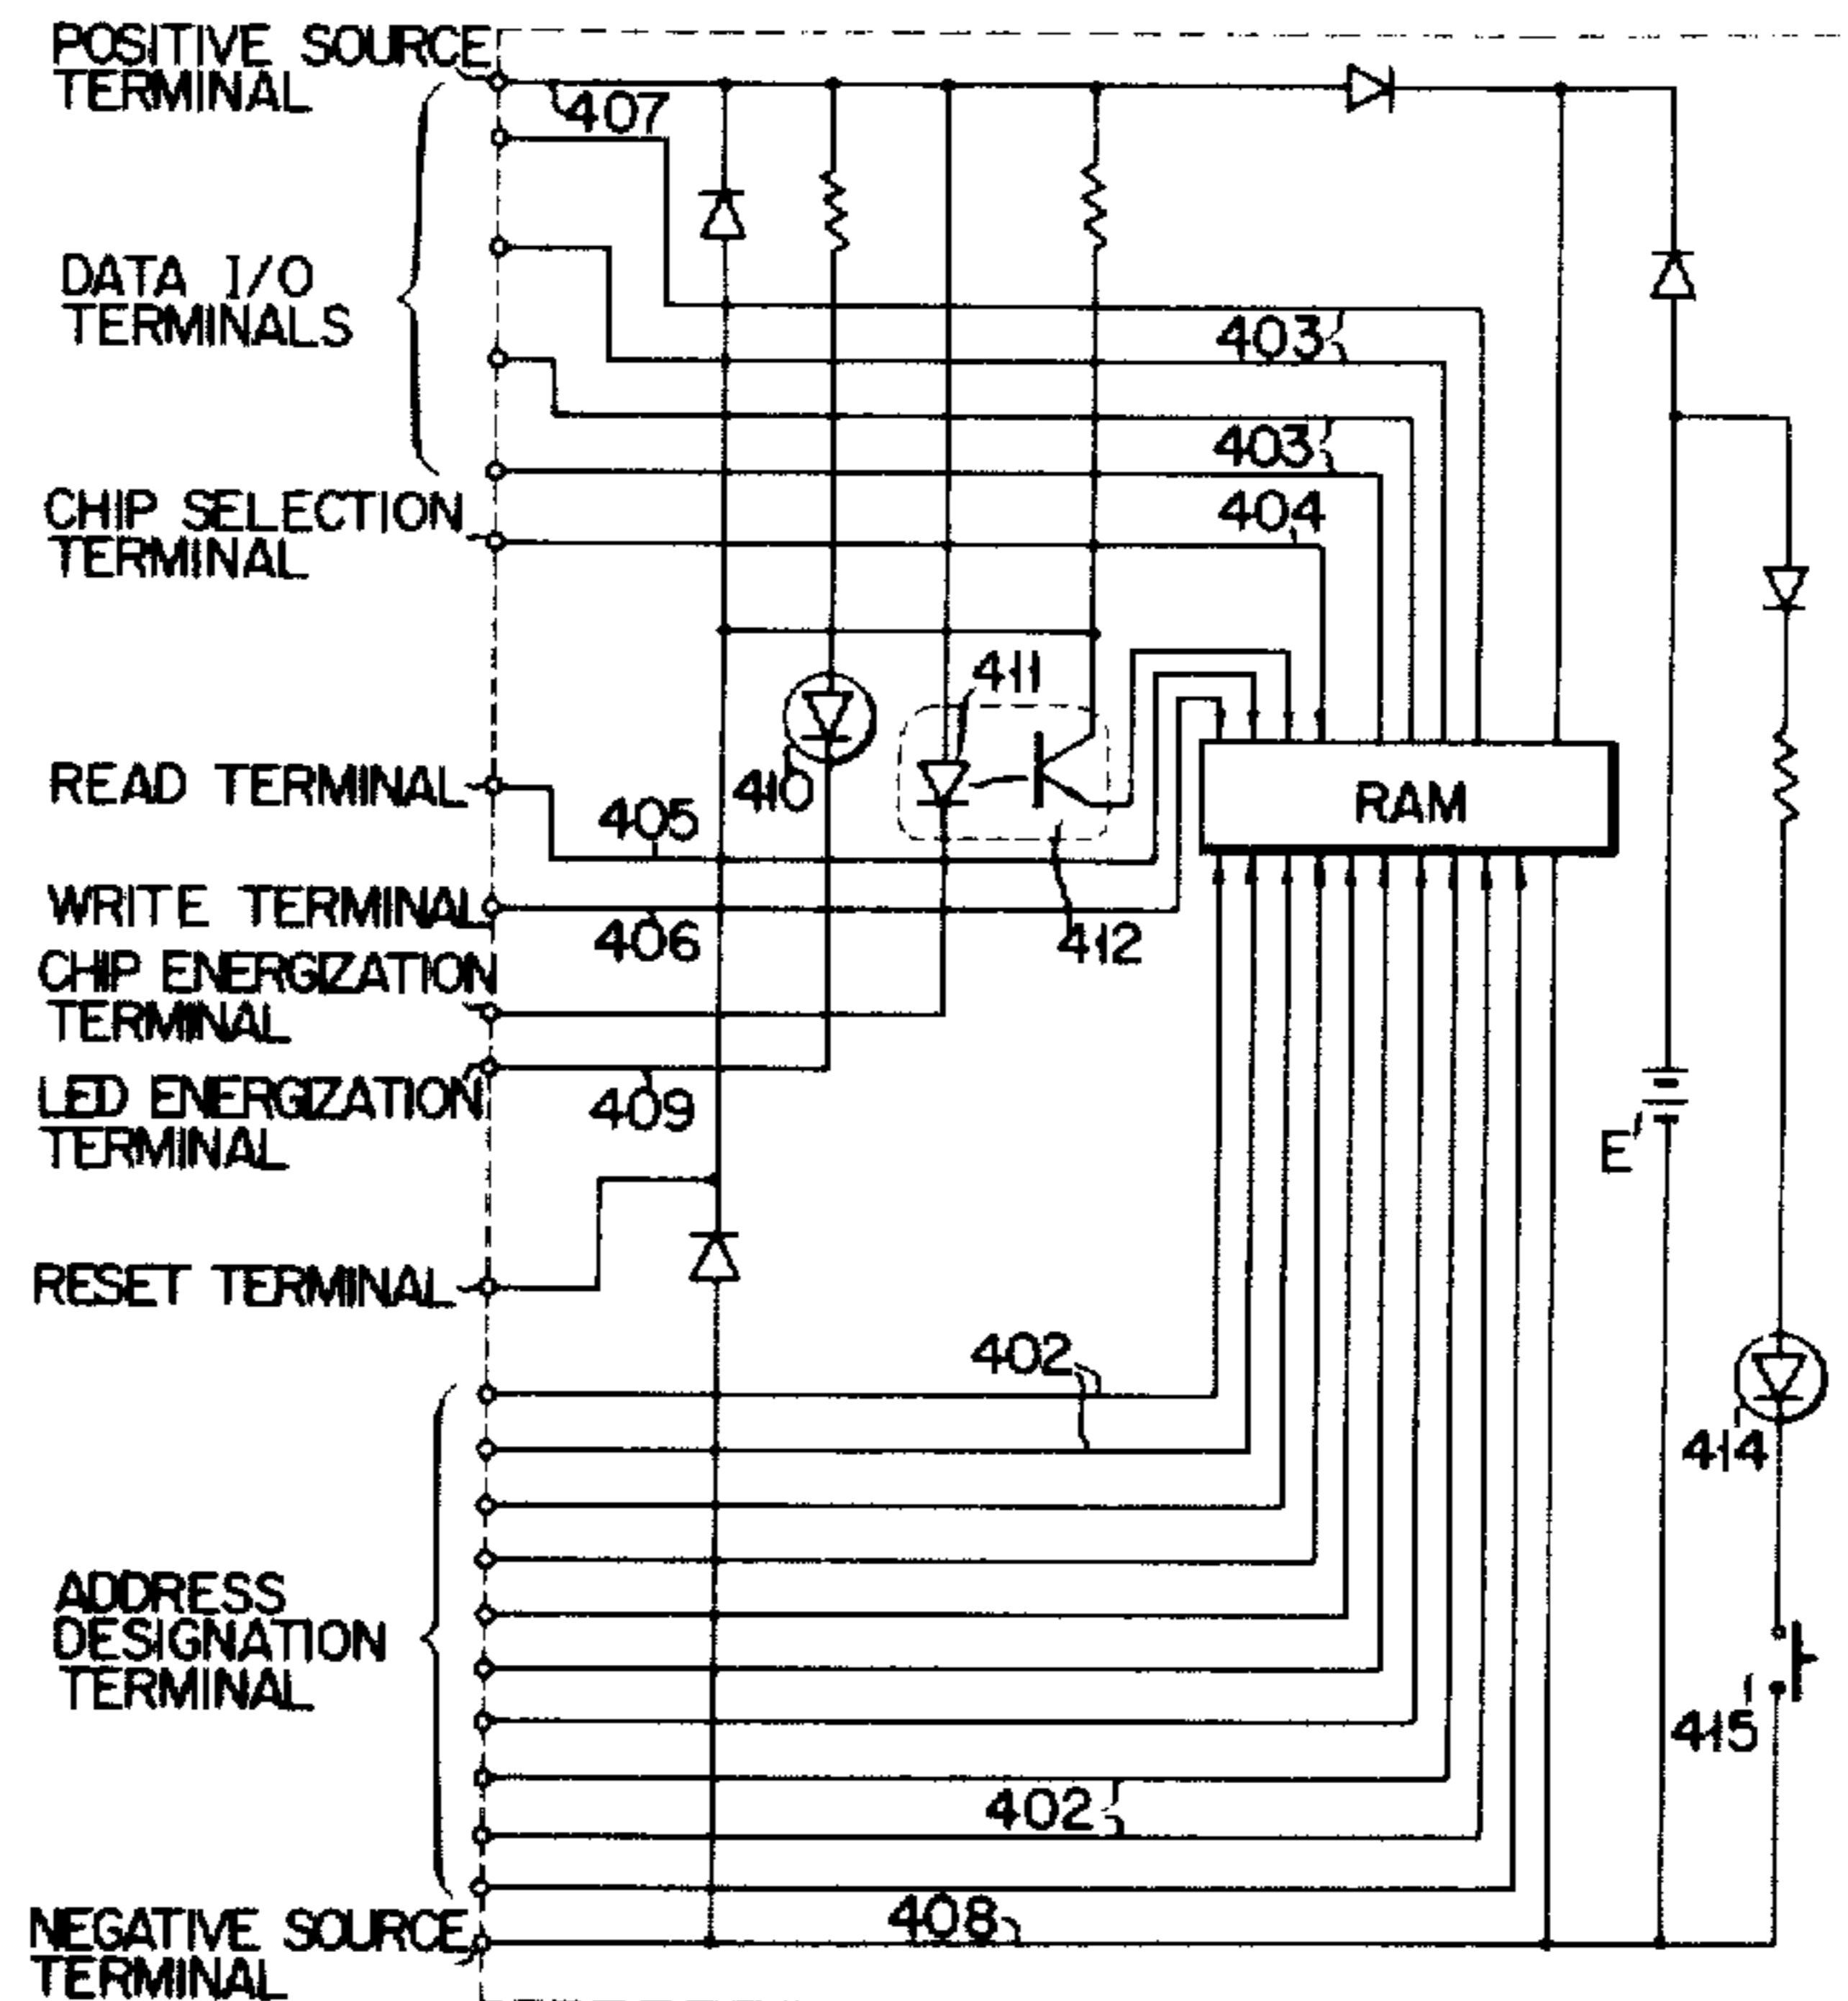 POSITIVE SOURCE
TERMINAL
407
DATA I/O
TERMINALS
403
403
CHIP SELECTION
TERMINAL
404
411
READ TERMINAL
410
RAM
405
WRITE TERMINAL
406
412
CHIP ENERGIZATION
TERMINAL
LED ENERGIZATION
TERMINAL
409
E
RESET TERMINAL
402
414
ADDRESS
DESIGNATION
TERMINAL
415
402
NEGATIVE SOURCE
TERMINAL
408